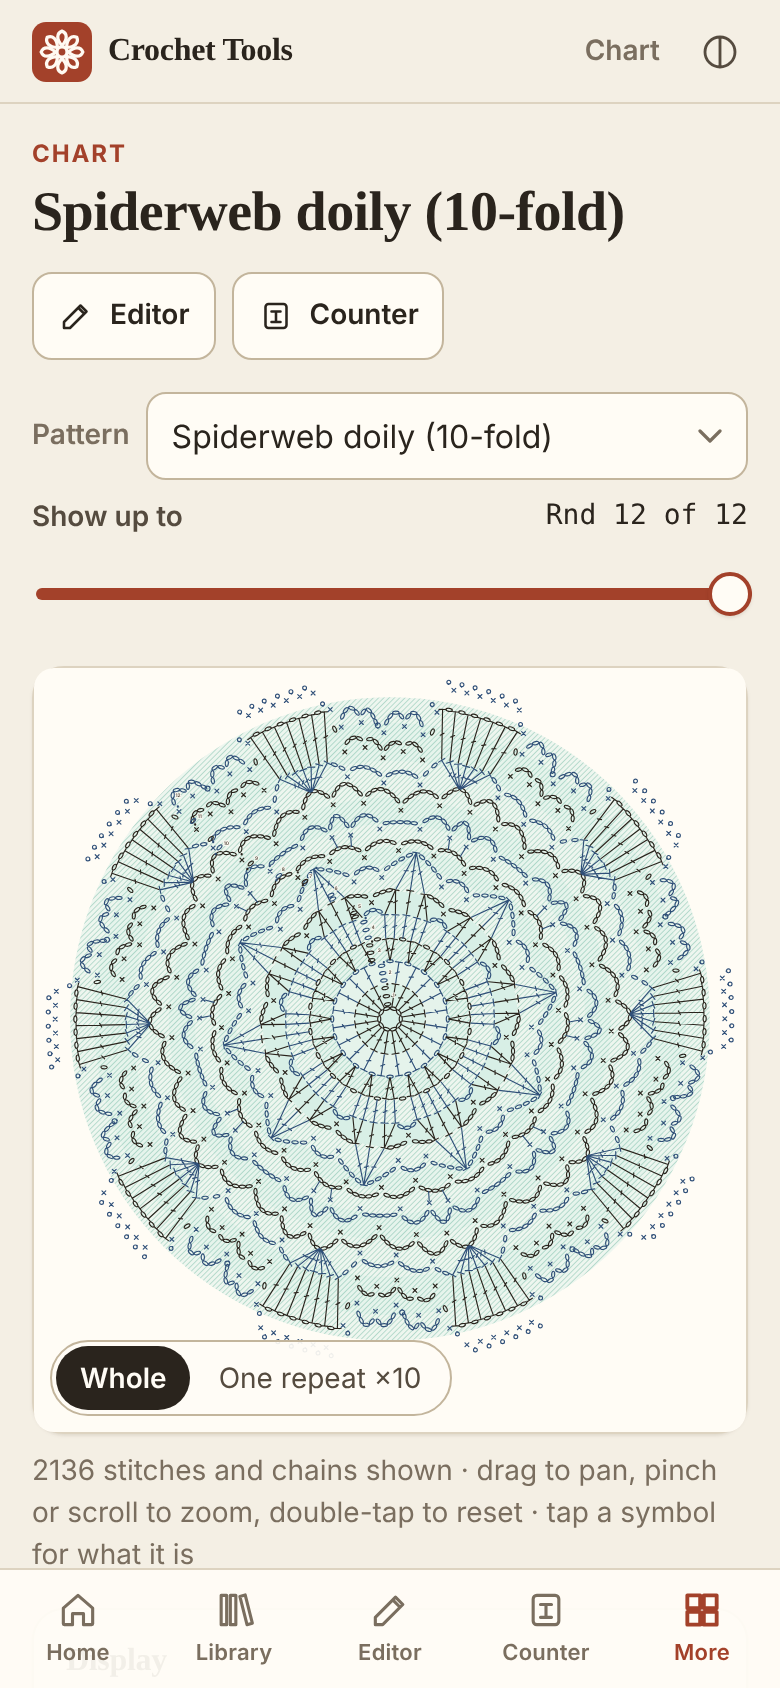 Crochet Tools
Chart
CHART
Spiderweb doily (10-fold)
Editor
Counter
Pattern
Spiderweb doily (10-fold)
Show up to
Rnd 12 of 12
Whole
One repeat ×10
2136 stitches and chains shown · drag to pan, pinch
or scroll to zoom, double-tap to reset · tap a symbol
for what it is
Display
Home
Library
Editor
Counter
More